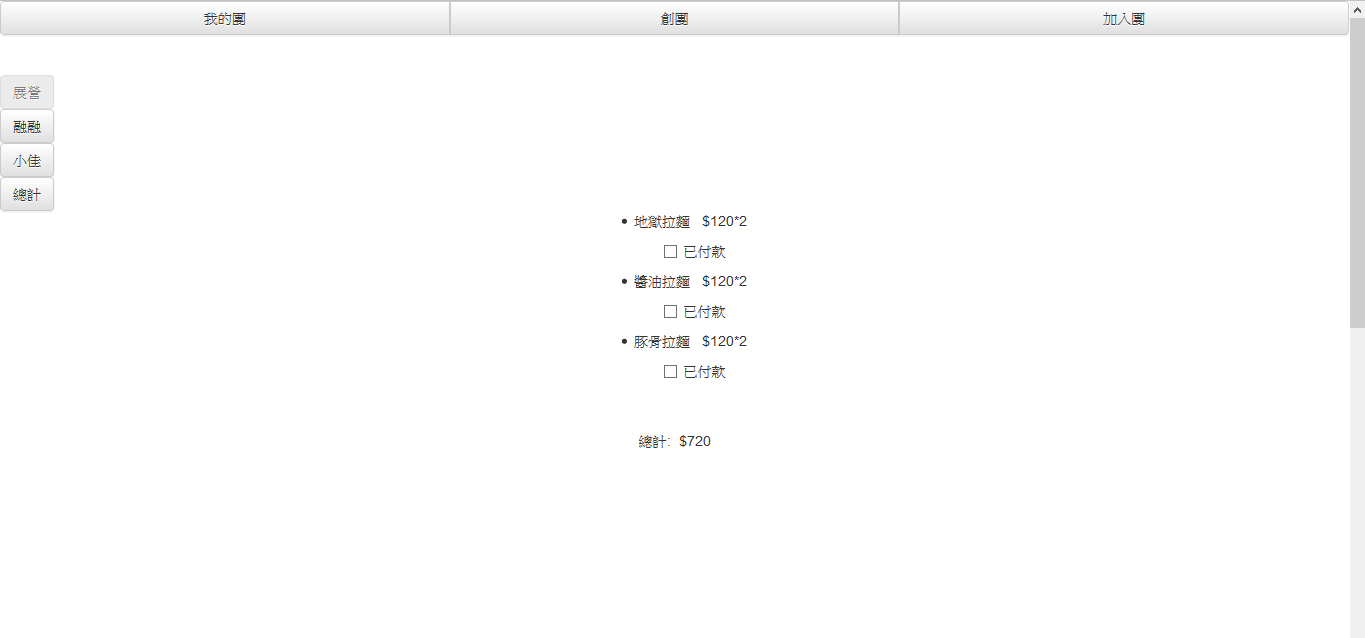 我的團 創團 加入團
展營
融融
小佳
總計
地獄拉麵 $120*2
已付款
醬油拉麵 $120*2
已付款
豚骨拉麵 $120*2
已付款
總計: $720